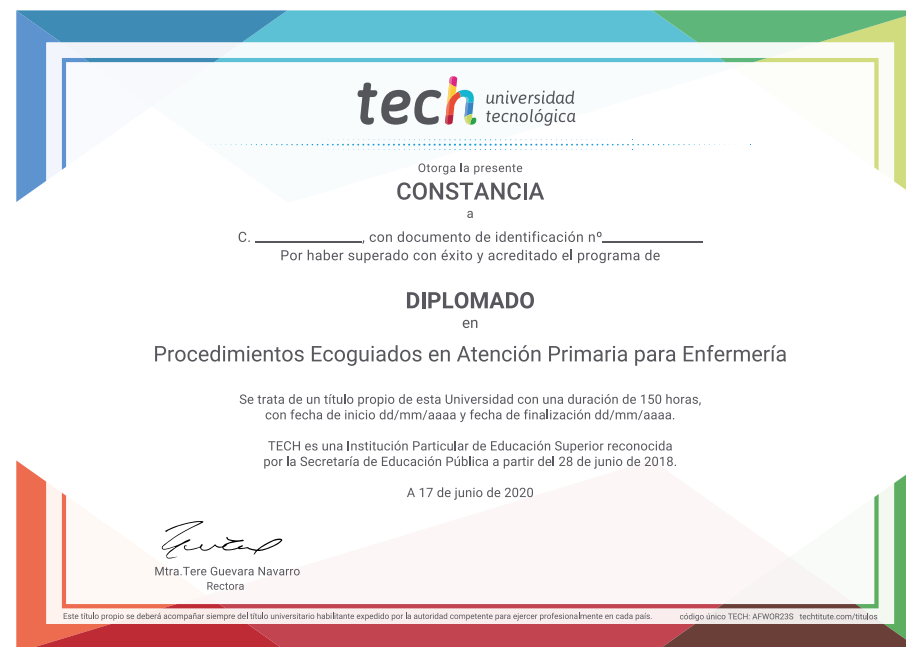 tech universidad
tecnológica
Otorga la presente
CONSTANCIA
a
C. ____________, con documento de identificación nº____________
Por haber superado con éxito y acreditado el programa de
DIPLOMADO
en
Procedimientos Ecoguiados en Atención Primaria para Enfermería
Se trata de un título propio de esta Universidad con una duración de 150 horas,
con fecha de inicio dd/mm/aaaa y fecha de finalización dd/mm/aaaa.
TECH es una Institución Particular de Educación Superior reconocida
por la Secretaría de Educación Pública a partir del 28 de junio de 2018.
A 17 de junio de 2020
Mtra.Tere Guevara Navarro
Rectora
Este título propio se deberá acompañar siempre del título universitario habilitante expedido por la autoridad competente para ejercer profesionalmente en cada país. código único TECH: AFWOR23S techtitute.com/titulos